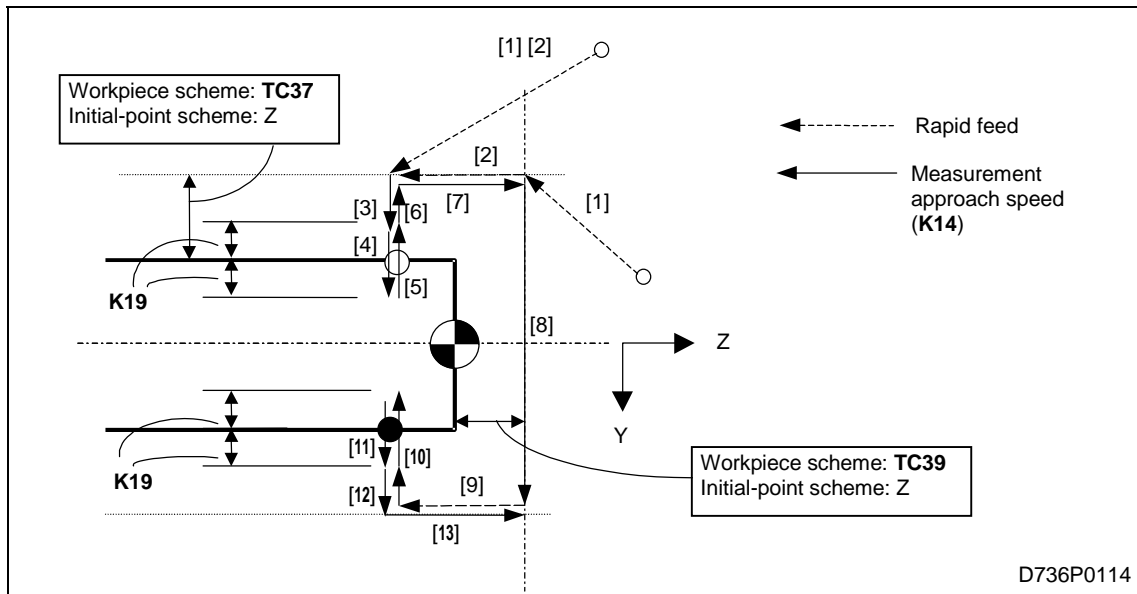 [1] [2]
Workpiece scheme: TC37
Initial-point scheme: Z
Rapid feed
[2]
Measurement
approach speed
(K14)
[1]
[3]
[6]
[7]
[4]
[5]
K19
[8]
Z
Y
[11]
[10]
K19
[12]
[9]
[13]
Workpiece scheme: TC39
Initial-point scheme: Z
D736P0114